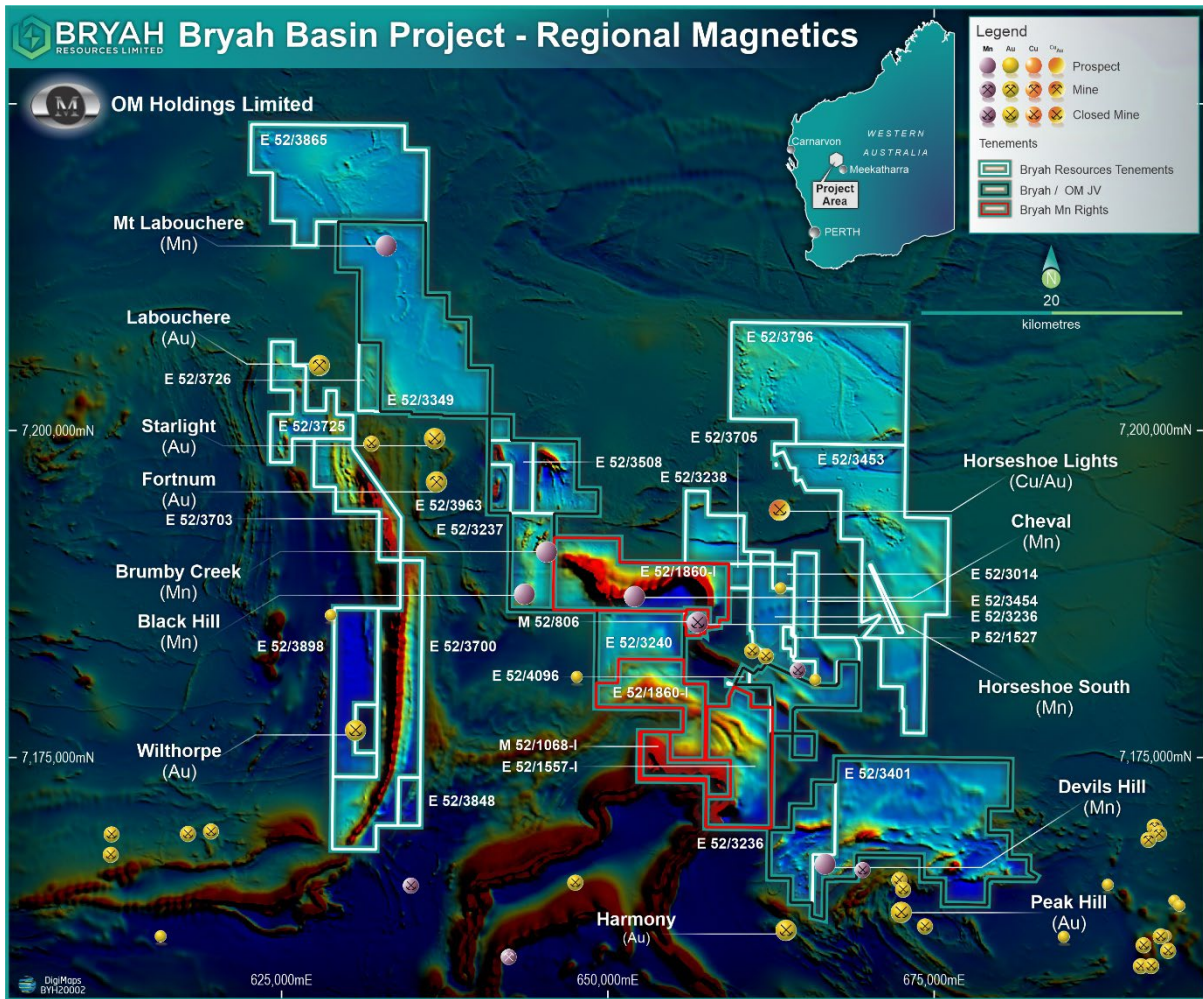 BRYAH
RESOURCES LIMITED
Bryah Basin Project - Regional Magnetics
M
OM Holdings Limited
Legend
Mn Au Cu Cu Au
Prospect
Mine
Closed Mine
Tenements
Bryah Resources Tenements
Bryah / OM JV
Bryah Mn Rights
WESTERN
AUSTRALIA
Carnarvon
Meekatharra
Project
Area
PERTH
N
20
kilometres
E 52/3865
Mt Labouchere
(Mn)
Labouchere
(Au)
E 52/3726
E 52/3349
E 52/3796
7,200,000mN
Starlight
(Au)
E 52/3725
E 52/3705
7,200,000mN
E 52/3453
E 52/3508
E 52/3238
Horseshoe Lights
(Cu/Au)
Fortnum
(Au)
E 52/3963
E 52/3703
E 52/3237
Cheval
(Mn)
Brumby Creek
(Mn)
E 52/1860-I
E 52/3014
E 52/3454
E 52/3236
P 52/1527
Black Hill
(Mn)
M 52/806
E 52/3898
E 52/3700
E 52/3240
E 52/4096
E 52/1860-I
Horseshoe South
(Mn)
Wilthorpe
(Au)
M 52/1068-I
E 52/1557-I
7,175,000mN
7,175,000mN
E 52/3401
Devils Hill
(Mn)
E 52/3848
E 52/3236
Harmony
(Au)
Peak Hill
(Au)
DigiMaps
BYH20002
625,000mE
650,000mE
675,000mE